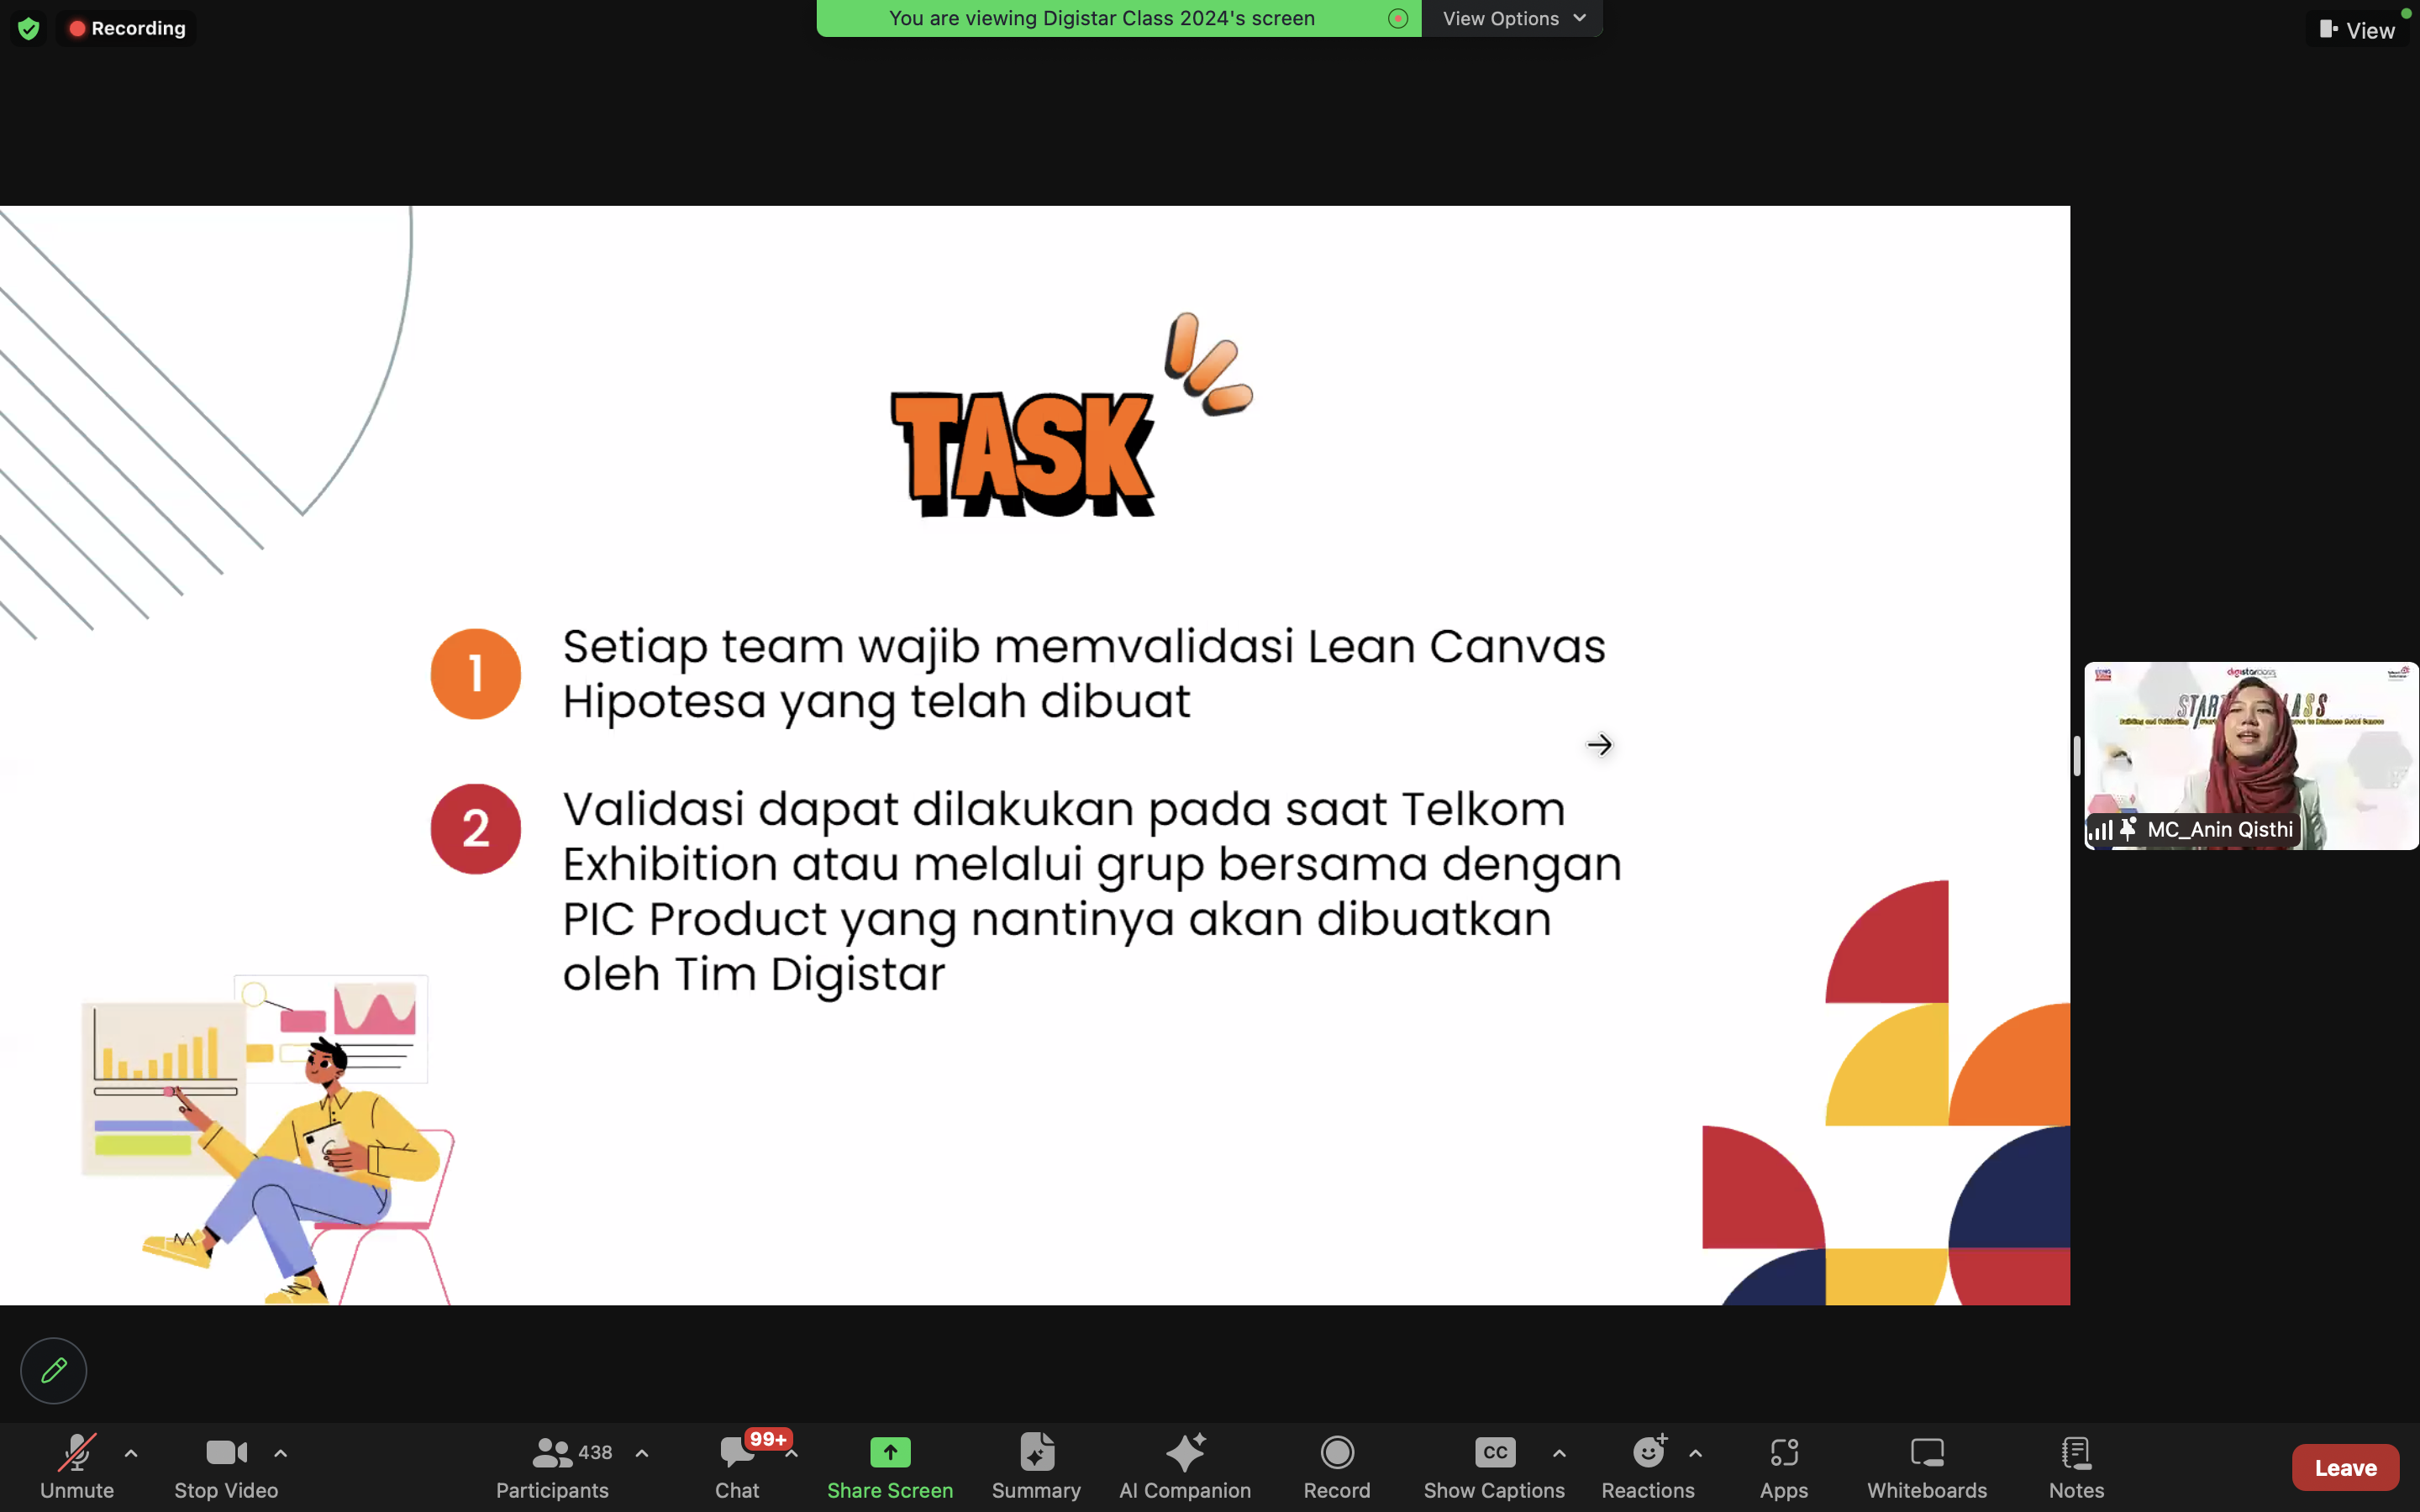 Recording
You are viewing Digistar Class 2024's screen
View Options
View
TASK
1
Setiap team wajib memvalidasi Lean Canvas
Hipotesa yang telah dibuat
2
Validasi dapat dilakukan pada saat Telkom
Exhibition atau melalui grup bersama dengan
PIC Product yang nantinya akan dibuatkan
oleh Tim Digistar
MC_Anin Qisthi
Unmute
Stop Video
438
Participants
99+
Chat
Share Screen
Summary
AI Companion
Record
CC
Show Captions
Reactions
Apps
Whiteboards
Notes
Leave